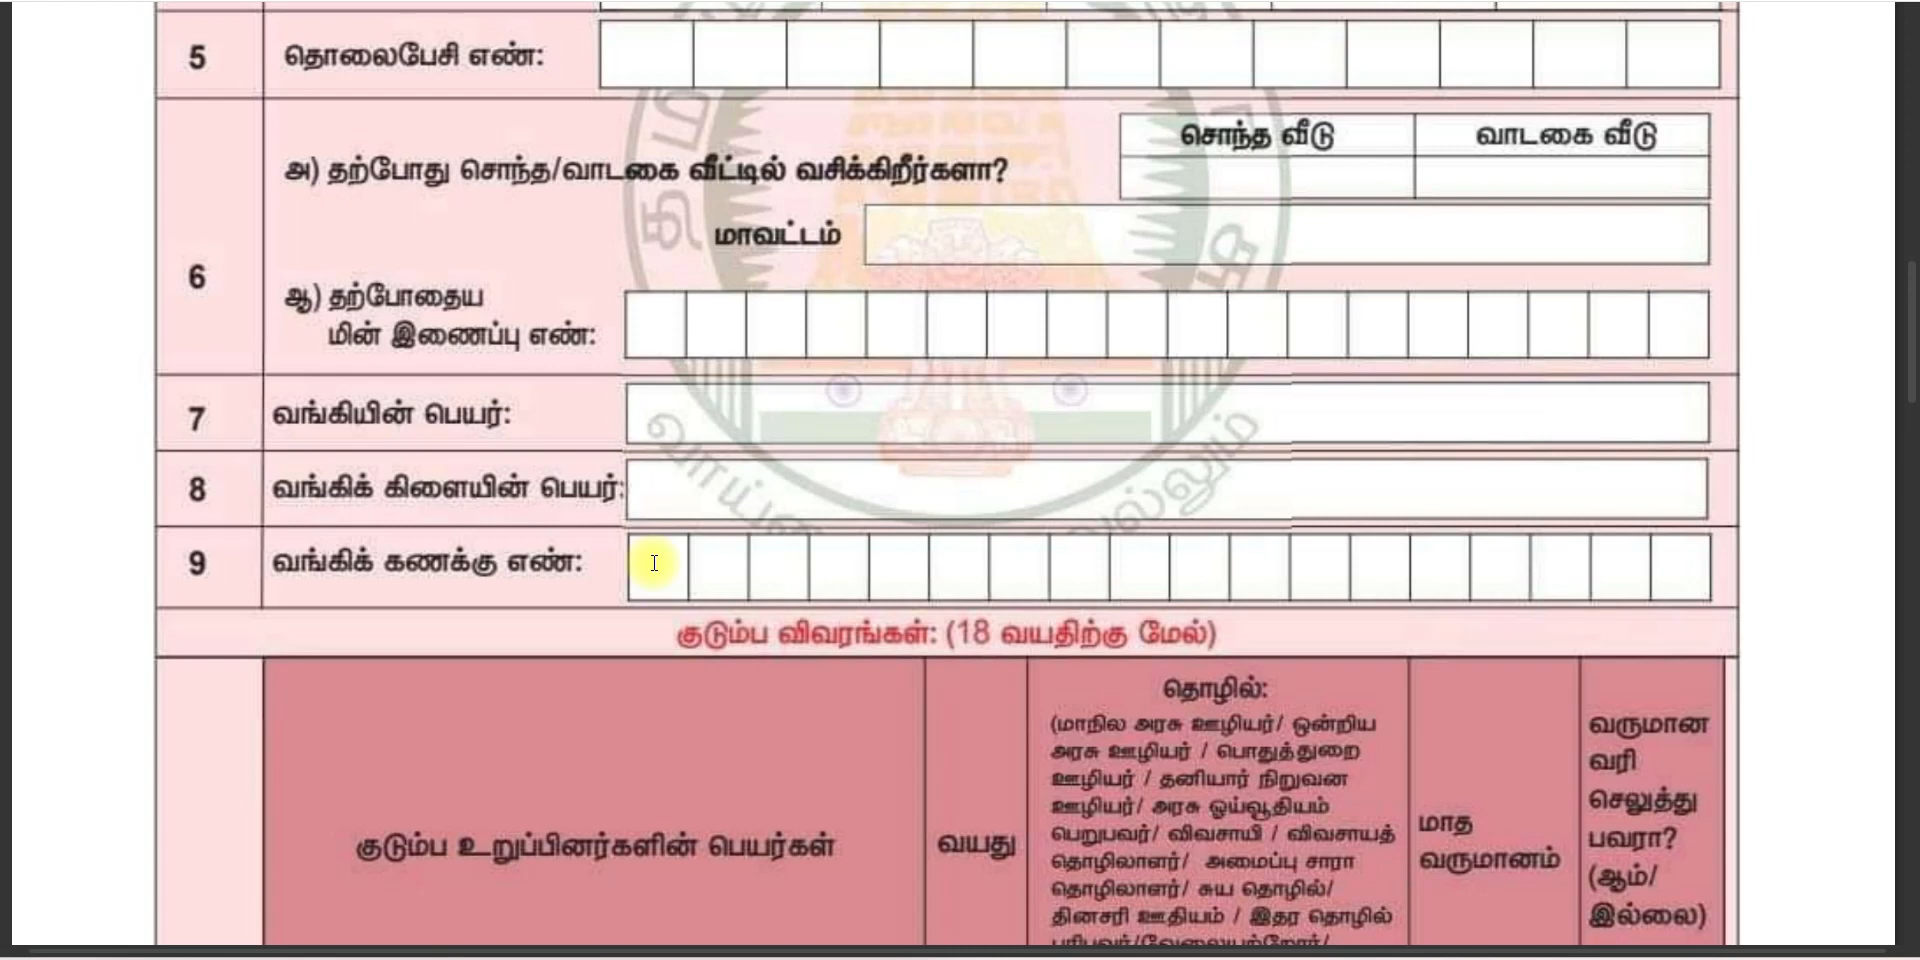 5 தொலைபேசி எண்:
சொந்த வீடு வாடகை வீடு
அ) தற்போது சொந்த/வாடகை வீட்டில் வசிக்கிறீர்களா?
மாவட்டம்
6
ஆ) தற்போதைய
மின் இணைப்பு எண்:
7 வங்கியின் பெயர்:
8 வங்கிக் கிளையின் பெயர்:
9 வங்கிக் கணக்கு எண்:
குடும்ப விவரங்கள்: (18 வயதிற்கு மேல்)
குடும்ப உறுப்பினர்களின் பெயர்கள்
வயது
தொழில்:
(மாநில அரசு ஊழியர்/ ஒன்றிய
அரசு ஊழியர் / பொதுத்துறை
ஊழியர் / தனியார் நிறுவன
ஊழியர்/ அரசு ஓய்வூதியம்
பெறுபவர்/ விவசாயி / விவசாயத்
தொழிலாளர்/ அமைப்பு சாரா
தொழிலாளர்/ சுய தொழில்/
தினசரி ஊதியம் / இதர தொழில்
மாத
வருமானம்
வருமான
வரி
செலுத்து
பவரா?
(ஆம்/
இல்லை)